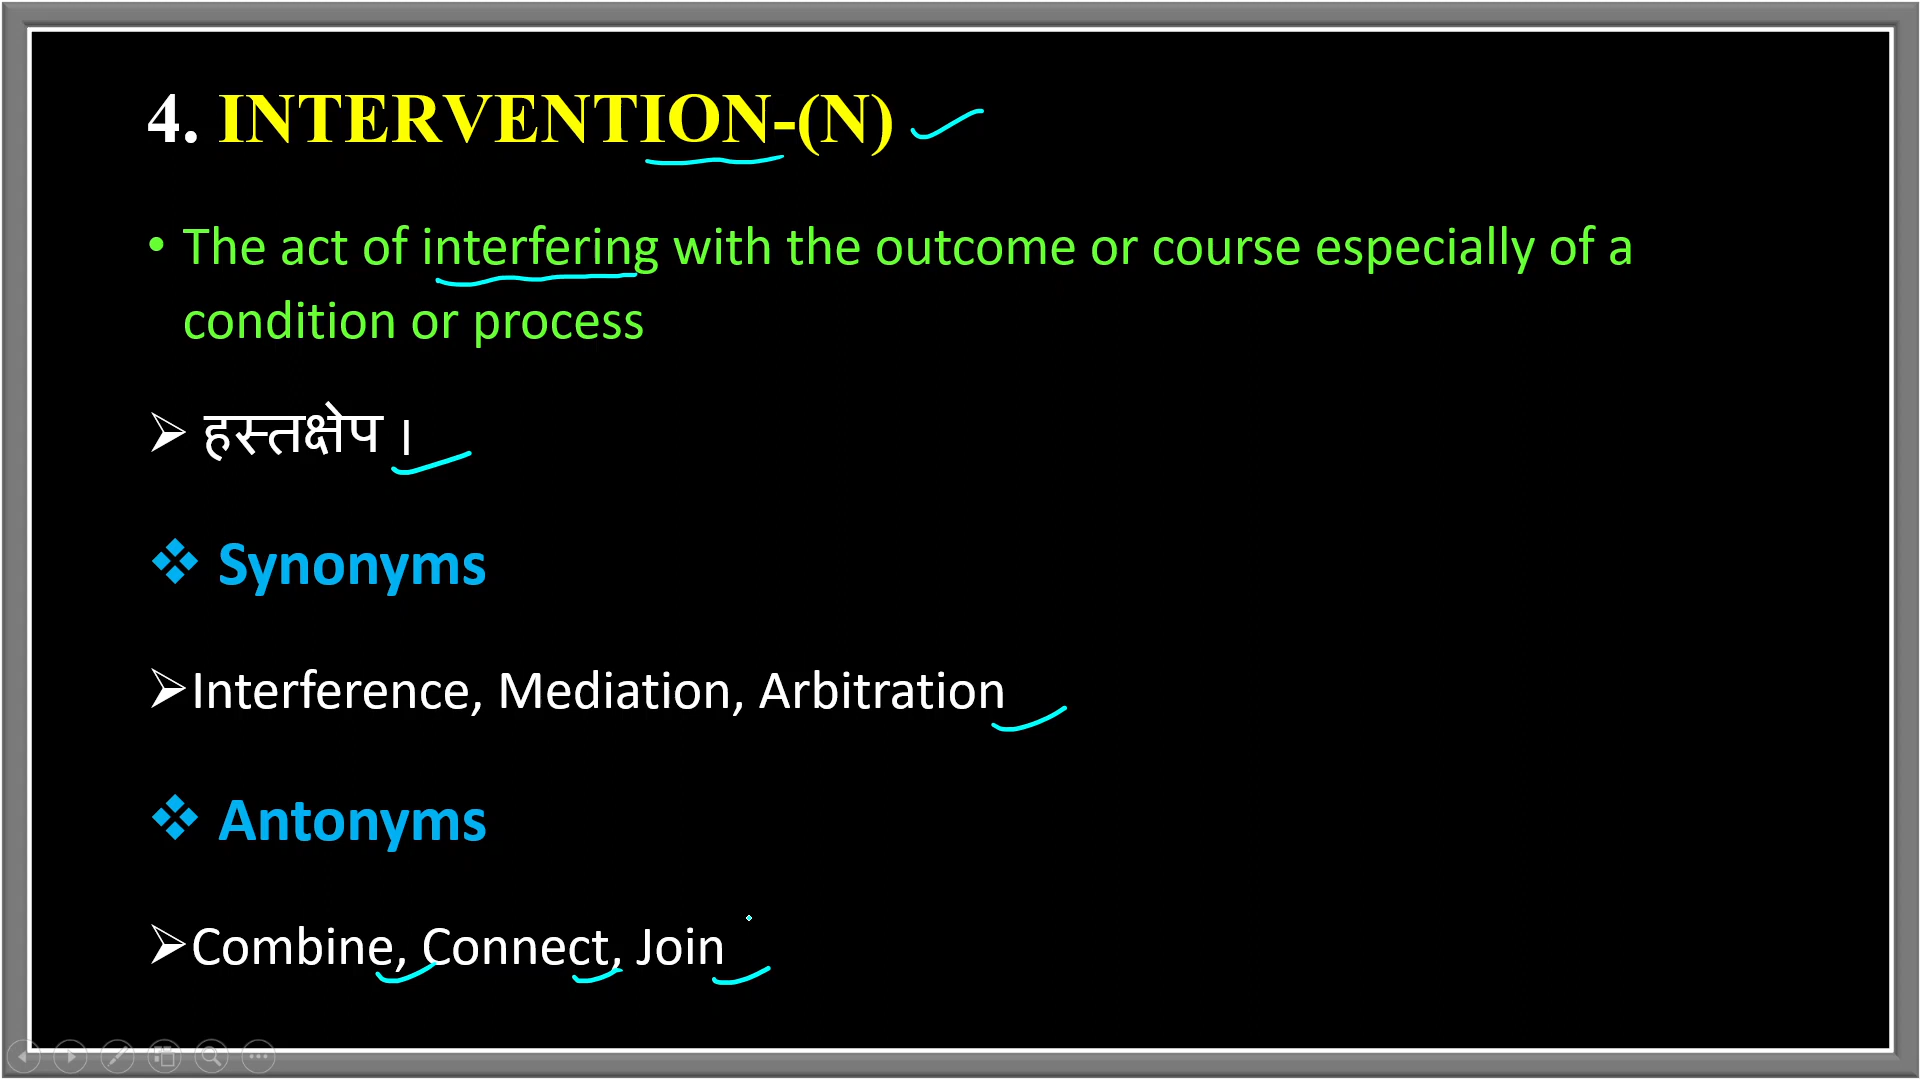 4. INTERVENTION-(N)
• The act of interfering with the outcome or course especially of a
condition or process
➢ हस्तक्षेप ।
❖ Synonyms
➢Interference, Mediation, Arbitration
❖ Antonyms
➢Combine, Connect, Join